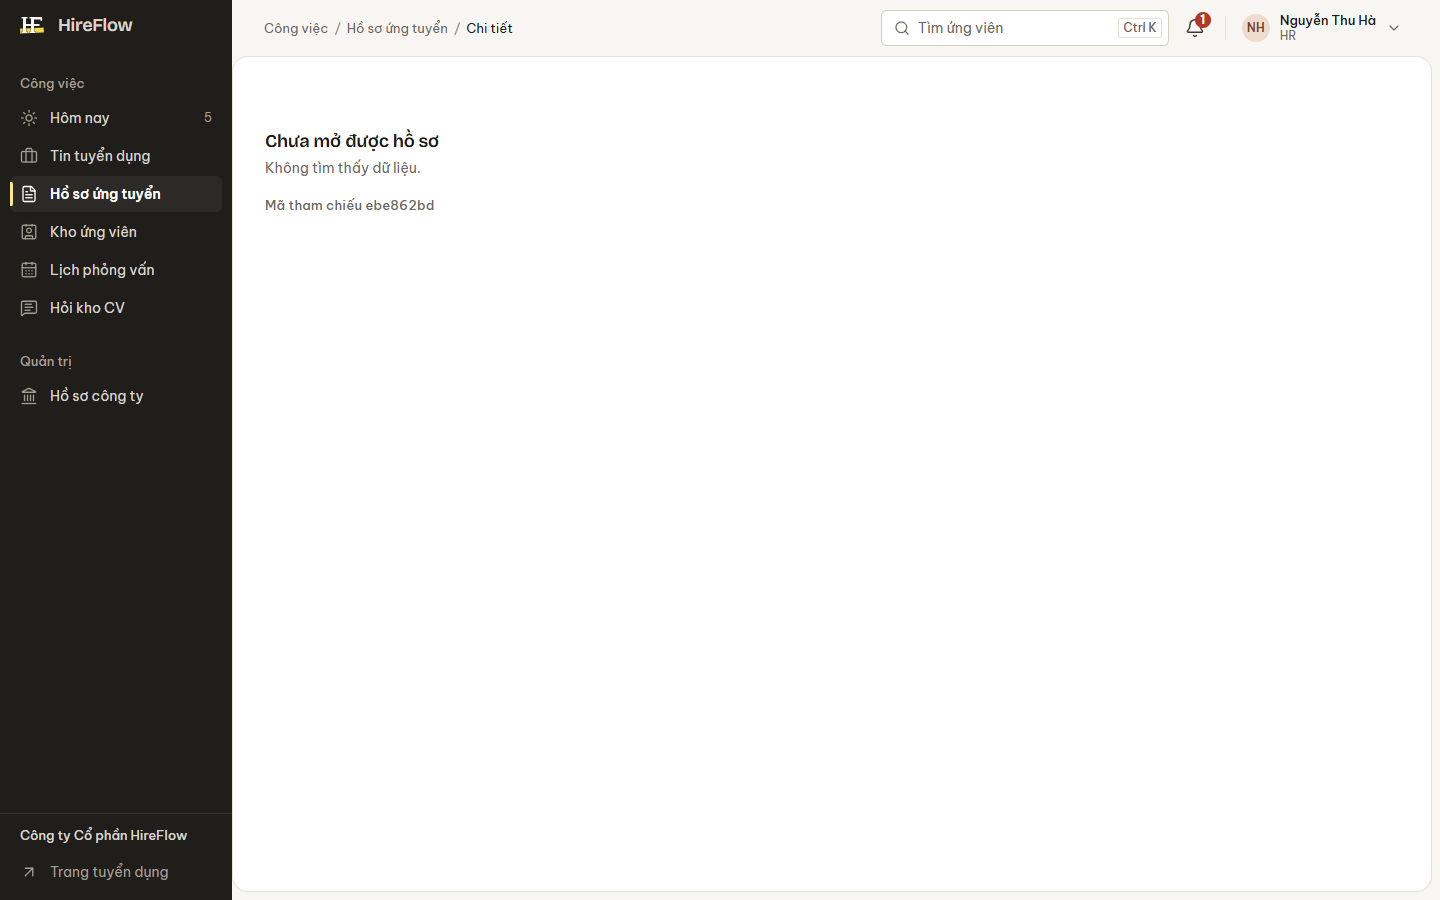 HireFlow
Công việc
Hôm nay 5
Tin tuyển dụng
Hồ sơ ứng tuyển
Kho ứng viên
Lịch phỏng vấn
Hỏi kho CV
Quản trị
Hồ sơ công ty
Công ty Cổ phần HireFlow
Trang tuyển dụng
Công việc / Hồ sơ ứng tuyển / Chi tiết
Tìm ứng viên Ctrl K
1
NH
Nguyễn Thu Hà
HR
Chưa mở được hồ sơ
Không tìm thấy dữ liệu.
Mã tham chiếu ebe862bd